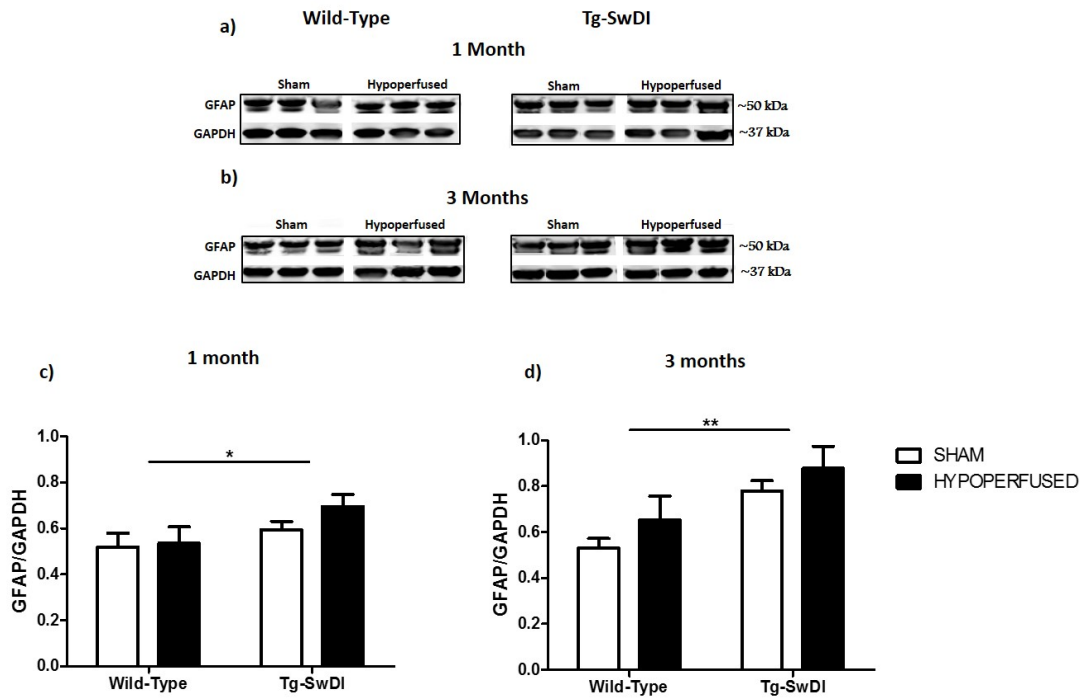 Wild-Type Tg-SwDI
a)
1 Month
Sham Hypoperfused Sham Hypoperfused
GFAP ~50 kDa
GAPDH ~37 kDa
b)
3 Months
Sham Hypoperfused Sham Hypoperfused
GFAP ~50 kDa
GAPDH ~37 kDa
c)
1 month
GFAP/GAPDH
1.0
0.8
0.6
0.4
0.2
0.0
*
Wild-Type Tg-SwDI
d)
3 months
GFAP/GAPDH
1.0
0.8
0.6
0.4
0.2
0.0
**
Wild-Type Tg-SwDI
SHAM
HYPOPERFUSED